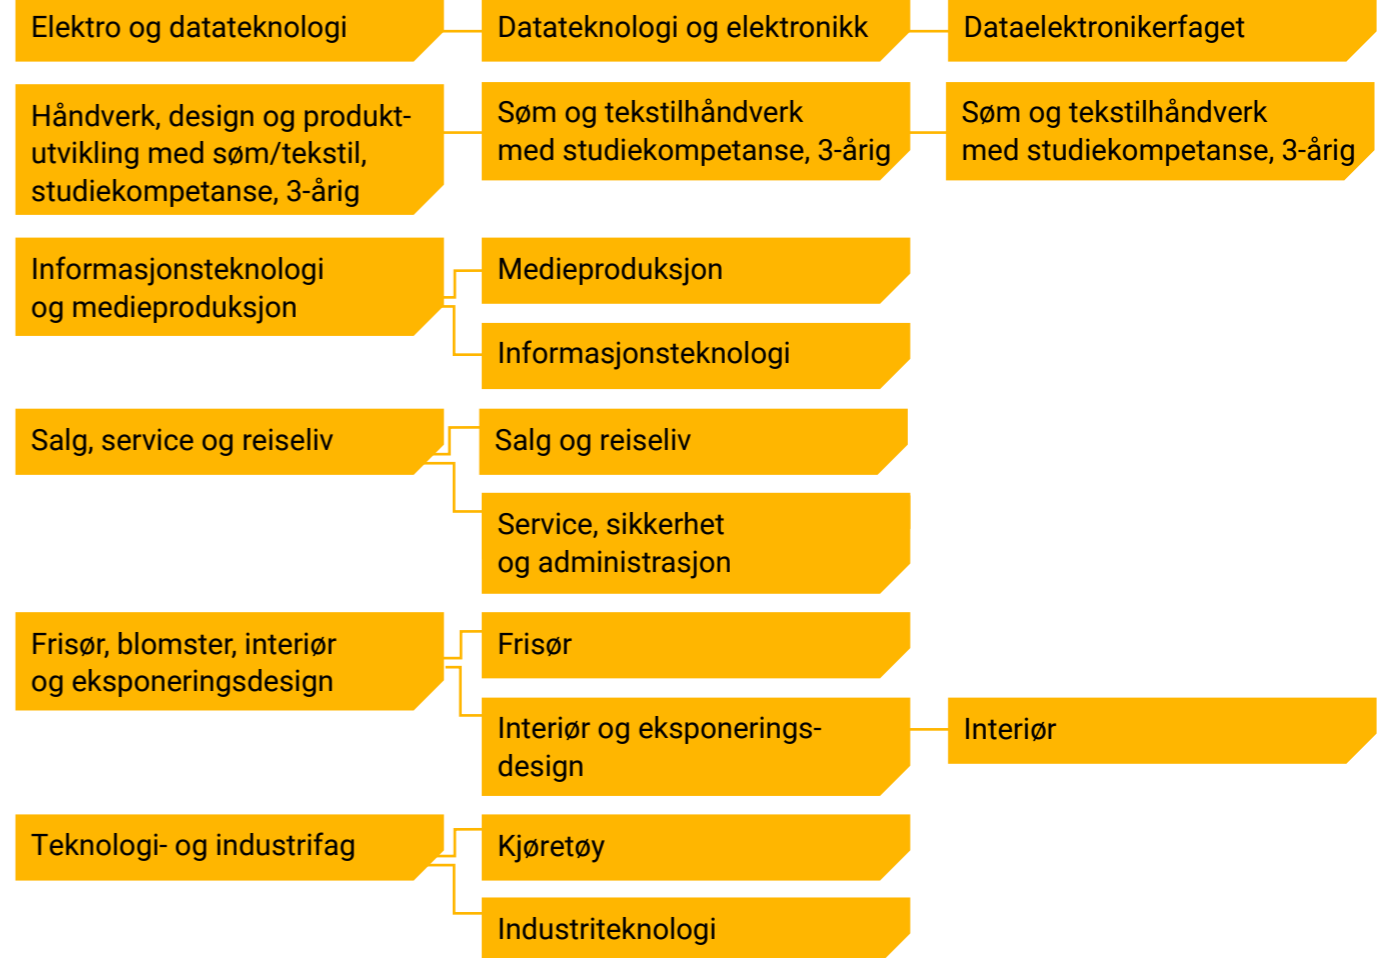 Elektro og datateknologi
Datateknologi og elektronikk
Dataelektronikerfaget
Håndverk, design og produkt-
utvikling med søm/tekstil,
studiekompetanse, 3-årig
Søm og tekstilhåndverk
med studiekompetanse, 3-årig
Søm og tekstilhåndverk
med studiekompetanse, 3-årig
Informasjonsteknologi
og medieproduksjon
Medieproduksjon
Informasjonsteknologi
Salg, service og reiseliv
Salg og reiseliv
Service, sikkerhet
og administrasjon
Frisør, blomster, interiør
og eksponeringsdesign
Frisør
Interiør og eksponerings-
design
Interiør
Teknologi- og industrifag
Kjøretøy
Industriteknologi